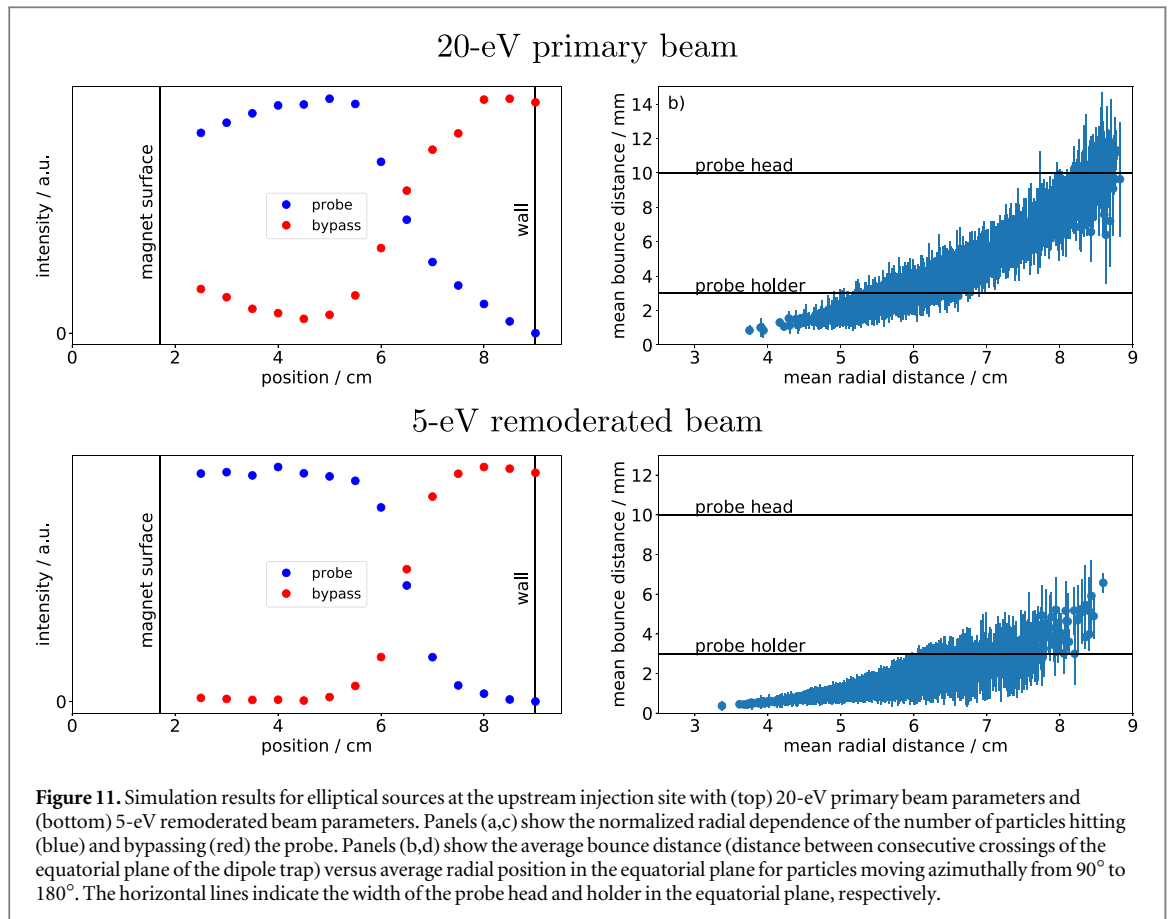 20-eV primary beam
intensity / a.u.
0
magnet surface
probe
bypass
wall
0 2 4 6 8
position / cm
b)
mean bounce distance / mm
14
12
10
8
6
4
2
0
probe head
probe holder
3 4 5 6 7 8 9
mean radial distance / cm
5-eV remoderated beam
intensity / a.u.
0
magnet surface
probe
bypass
wall
0 2 4 6 8
position / cm
mean bounce distance / mm
12
10
8
6
4
2
0
probe head
probe holder
3 4 5 6 7 8 9
mean radial distance / cm
Figure 11. Simulation results for elliptical sources at the upstream injection site with (top) 20-eV primary beam parameters and
(bottom) 5-eV remoderated beam parameters. Panels (a,c) show the normalized radial dependence of the number of particles hitting
(blue) and bypassing (red) the probe. Panels (b,d) show the average bounce distance (distance between consecutive crossings of the
equatorial plane of the dipole trap) versus average radial position in the equatorial plane for particles moving azimuthally from 90° to
180°. The horizontal lines indicate the width of the probe head and holder in the equatorial plane, respectively.